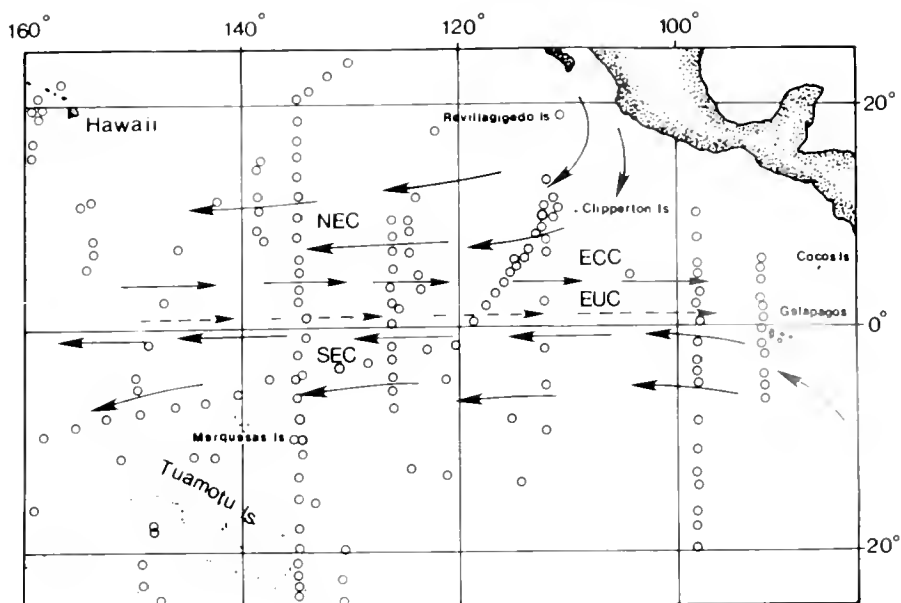 160° 140° 120° 100°
20°
Revillagigedo Is
Hawaii
Clipperton Is
NEC
ECC
Cocos Is
EUC
Galapagos
0°
SEC
Marquesas Is
Tuamotu Is.
20°